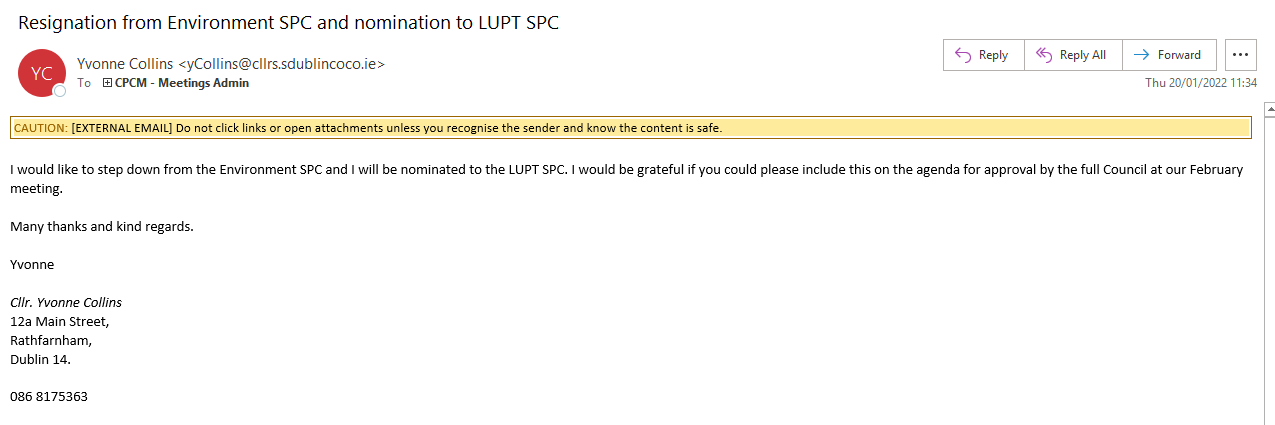 Resignation from Environment SPC and nomination to LUPT SPC
YC
Yvonne Collins <yCollins@cllrs.sdublincoco.ie>
To CPCM - Meetings Admin
Reply
Reply All
Forward
Thu 20/01/2022 11:34
CAUTION: [EXTERNAL EMAIL] Do not click links or open attachments unless you recognise the sender and know the content is safe.
I would like to step down from the Environment SPC and I will be nominated to the LUPT SPC. I would be grateful if you could please include this on the agenda for approval by the full Council at our February
meeting.
Many thanks and kind regards.
Yvonne
Cllr. Yvonne Collins
12a Main Street,
Rathfarnham,
Dublin 14.
086 8175363